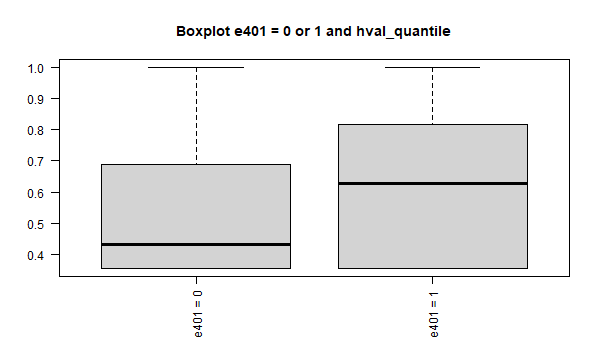 Boxplot e401 = 0 or 1 and hval_quantile
1.0
0.9
0.8
0.7
0.6
0.5
0.4
e401 = 0
e401 = 1